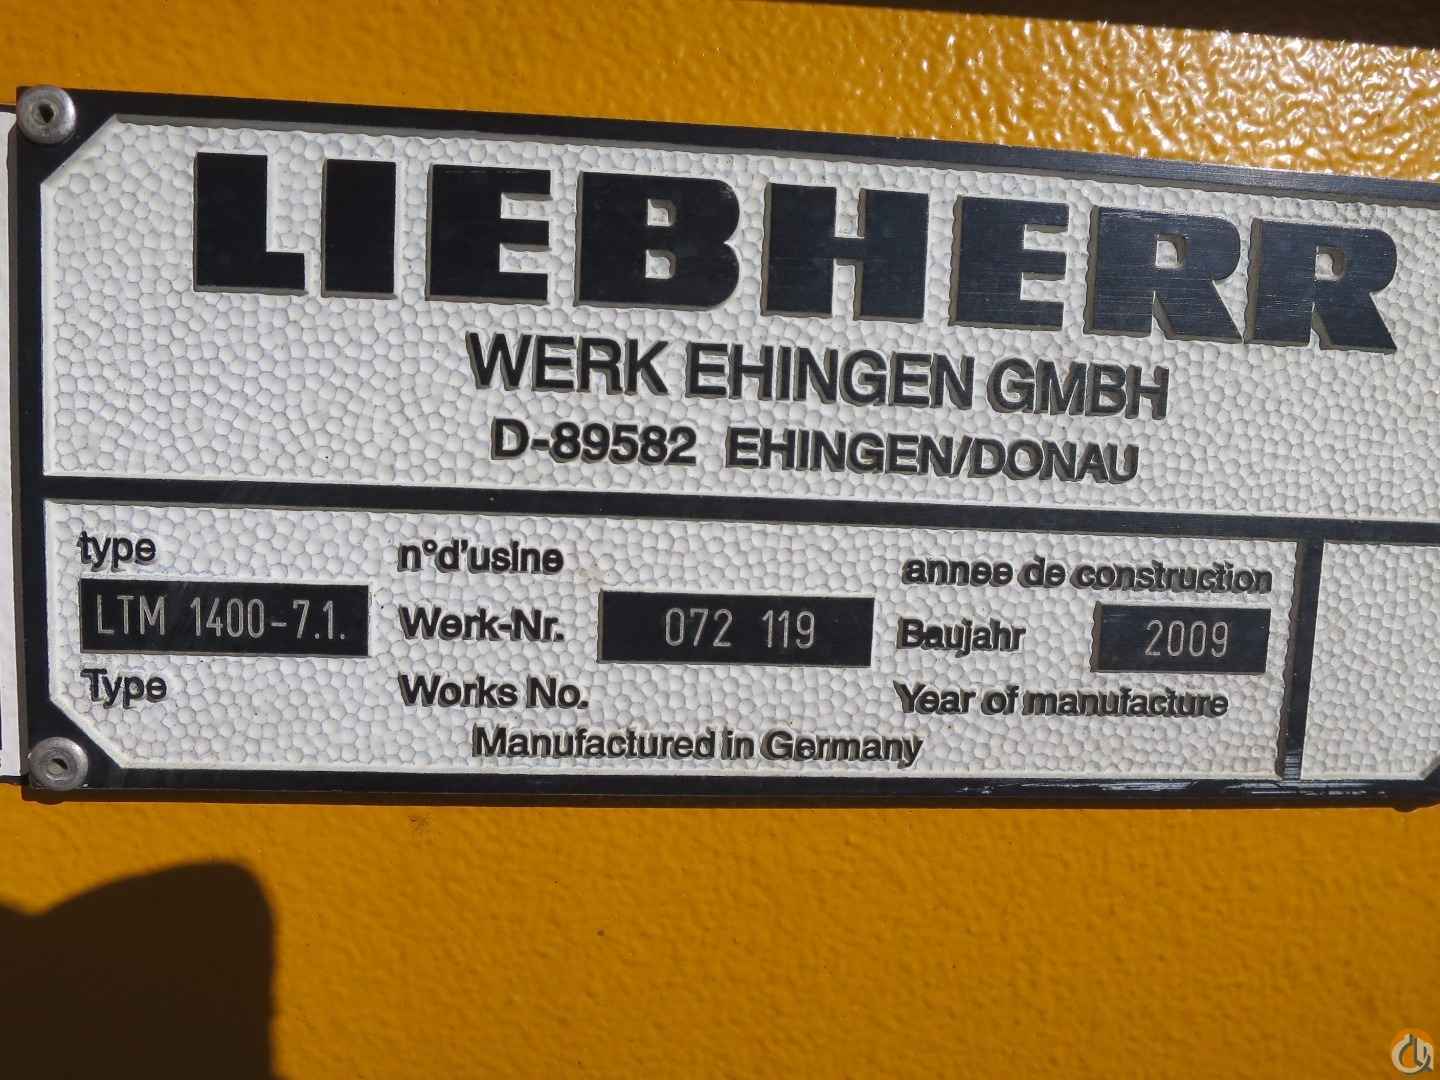 LIEBHERR
WERK EHINGEN GMBH
D-89582 EHINGEN/DONAU
type
LTM 1400-7.1.
Type
n°d'usine
Werk-Nr. 072 119
Works No.
annee de construction
Baujahr 2009
Year of manufacture
Manufactured in Germany